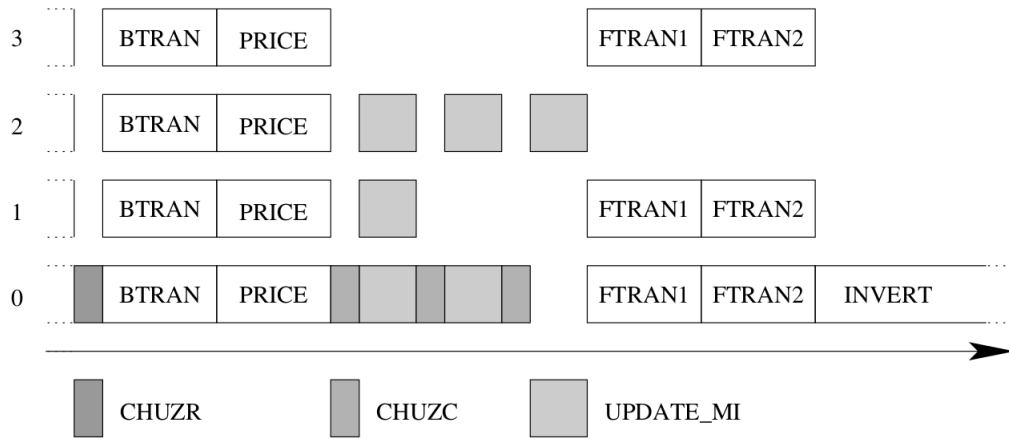 3 BTRAN PRICE FTRAN1 FTRAN2
2 BTRAN PRICE
1 BTRAN PRICE FTRAN1 FTRAN2
0 BTRAN PRICE FTRAN1 FTRAN2 INVERT
CHUZR CHUZC UPDATE_MI